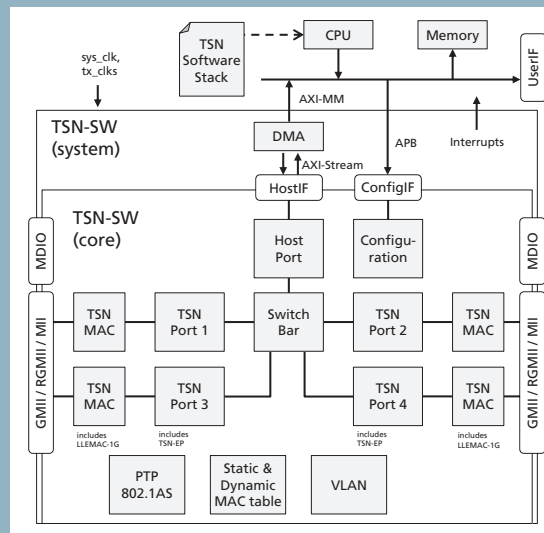 sys_clk,
tx_clks
TSN
Software
Stack
CPU
Memory
UserIF
AXI-MM
TSN-SW
(system)
DMA
APB
Interrupts
AXI-Stream
HostIF
ConfigIF
TSN-SW
(core)
MDIO
MDIO
Host
Port
Configu-
ration
GMII / RGMII / MII
TSN
MAC
TSN
Port 1
Switch
Bar
TSN
Port 2
TSN
MAC
GMII / RGMII / MII
TSN
MAC
TSN
Port 3
TSN
Port 4
TSN
MAC
includes
LLEMAC-1G
includes
TSN-EP
includes
TSN-EP
includes
LLEMAC-1G
PTP
802.1AS
Static &
Dynamic
MAC table
VLAN